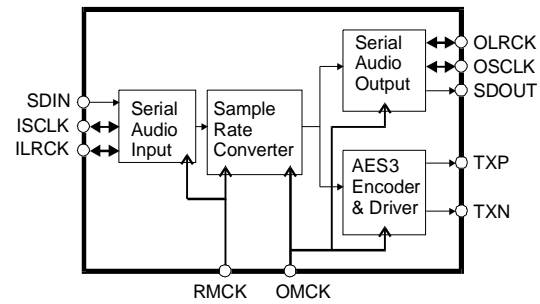 SDIN
ISCLK
ILRCK
Serial
Audio
Input
Sample
Rate
Converter
Serial
Audio
Output
OLRCK
OSCLK
SDOUT
AES3
Encoder
& Driver
TXP
TXN
RMCK
OMCK